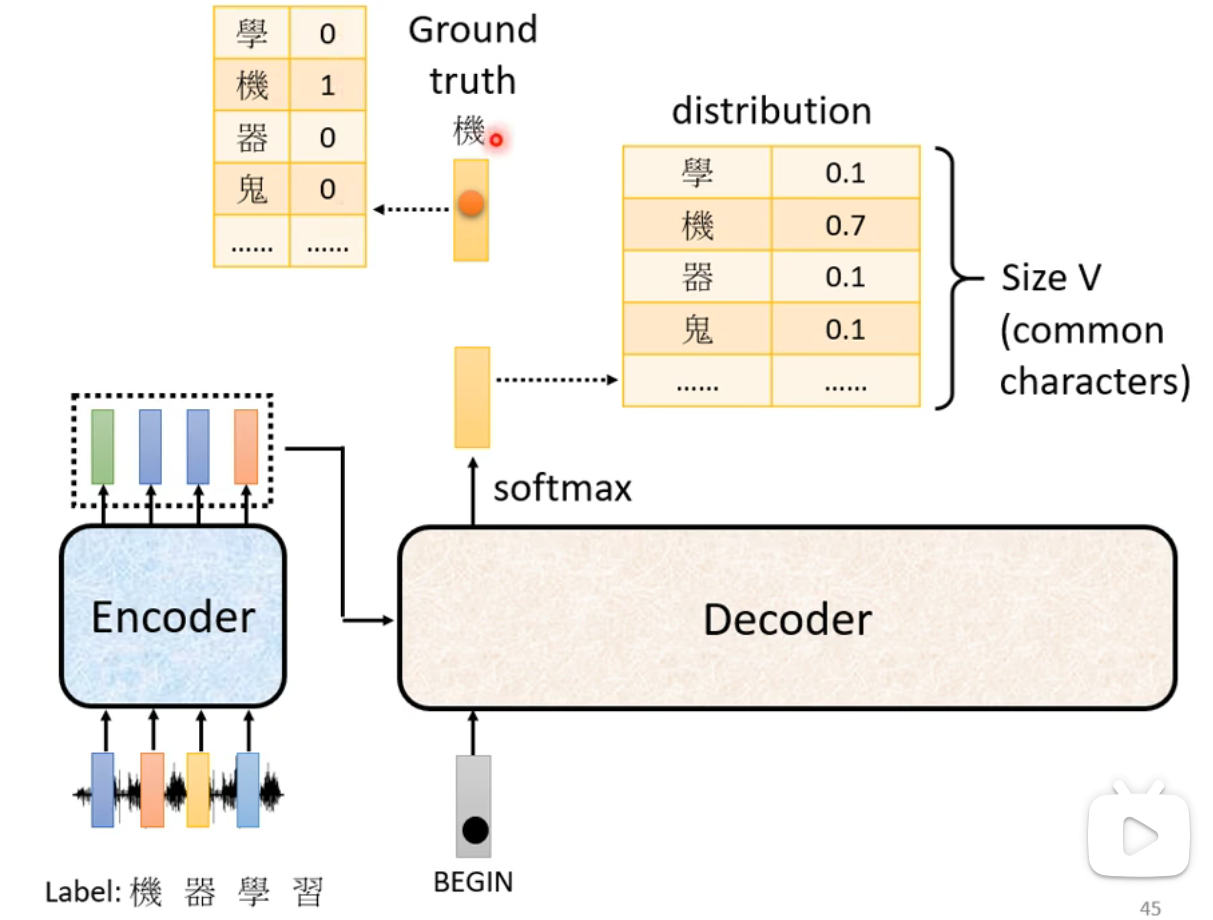 學 0
機 1
器 0
鬼 0
...... ......
Ground
truth
機
distribution
學 0.1
機 0.7
器 0.1
鬼 0.1
...... ......
Size V
(common
characters)
softmax
Encoder
Decoder
BEGIN
Label: 機 器 學 習
45